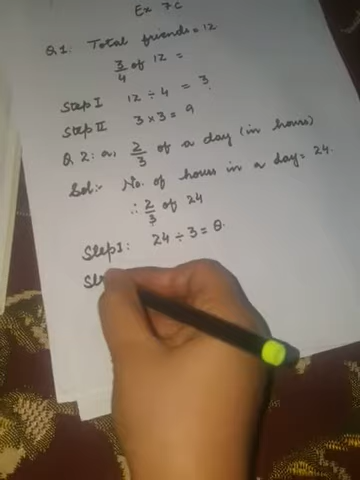 Ex 7c
Q1: Total friends = 12
3/4 of 12 =
Step I 12 ÷ 4 = 3.
Step II 3 × 3 = 9
Q2: a, 2/3 of a day (in hours)
Sol:- No. of hours in a day = 24.
∴ 2/3 of 24
Step I: 24 ÷ 3 = 8.
Ste